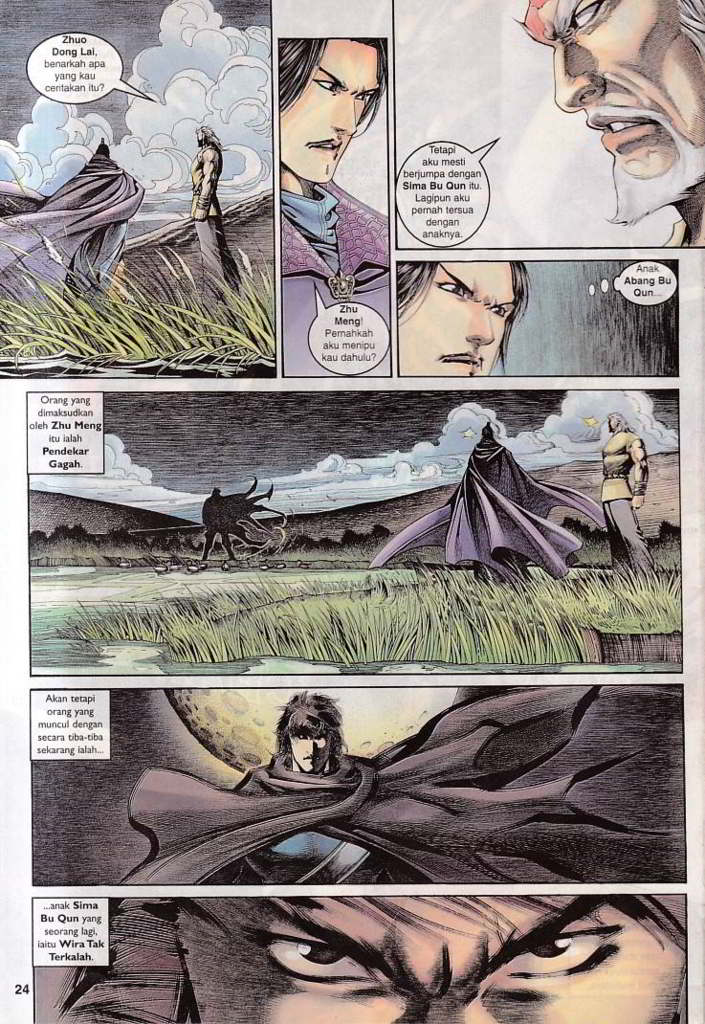 Zhuo
Dong Lai,
benarkah apa
yang kau
ceritakan itu?
Zhu
Meng!
Pernahkah
aku menipu
kau dahulu?
Tetapi
aku mesti
berjumpa dengan
Sima Bu Qun itu.
Lagipun aku
pernah tersua
dengan
anaknya.
Anak
Abang Bu
Qun...
Orang yang
dimaksudkan
oleh Zhu Meng
itu ialah
Pendekar
Gagah.
Akan tetapi
orang yang
muncul dengan
secara tiba-tiba
sekarang ialah...
...anak Sima
Bu Qun yang
seorang lagi,
iaitu Wira Tak
Terkalah.
24